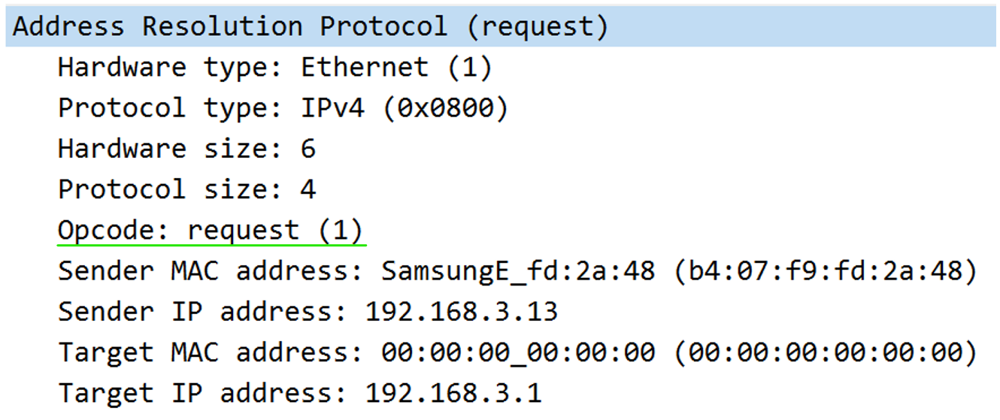 Address Resolution Protocol (request)
Hardware type: Ethernet (1)
Protocol type: IPv4 (0x0800)
Hardware size: 6
Protocol size: 4
Opcode: request (1)
Sender MAC address: SamsungE_fd:2a:48 (b4:07:f9:fd:2a:48)
Sender IP address: 192.168.3.13
Target MAC address: 00:00:00_00:00:00 (00:00:00:00:00:00)
Target IP address: 192.168.3.1